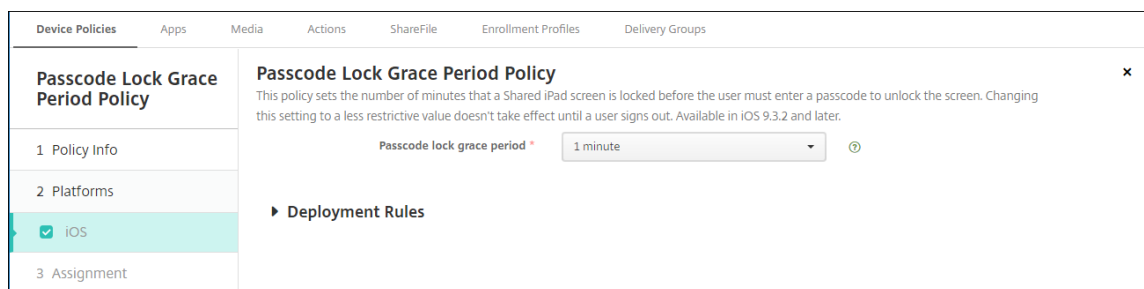 Device Policies Apps Media Actions ShareFile Enrollment Profiles Delivery Groups
Passcode Lock Grace
Period Policy
1 Policy Info
2 Platforms
iOS
3 Assignment
Passcode Lock Grace Period Policy
This policy sets the number of minutes that a Shared iPad screen is locked before the user must enter a passcode to unlock the screen. Changing
this setting to a less restrictive value doesn't take effect until a user signs out. Available in iOS 9.3.2 and later.
Passcode lock grace period * 1 minute ?
Deployment Rules